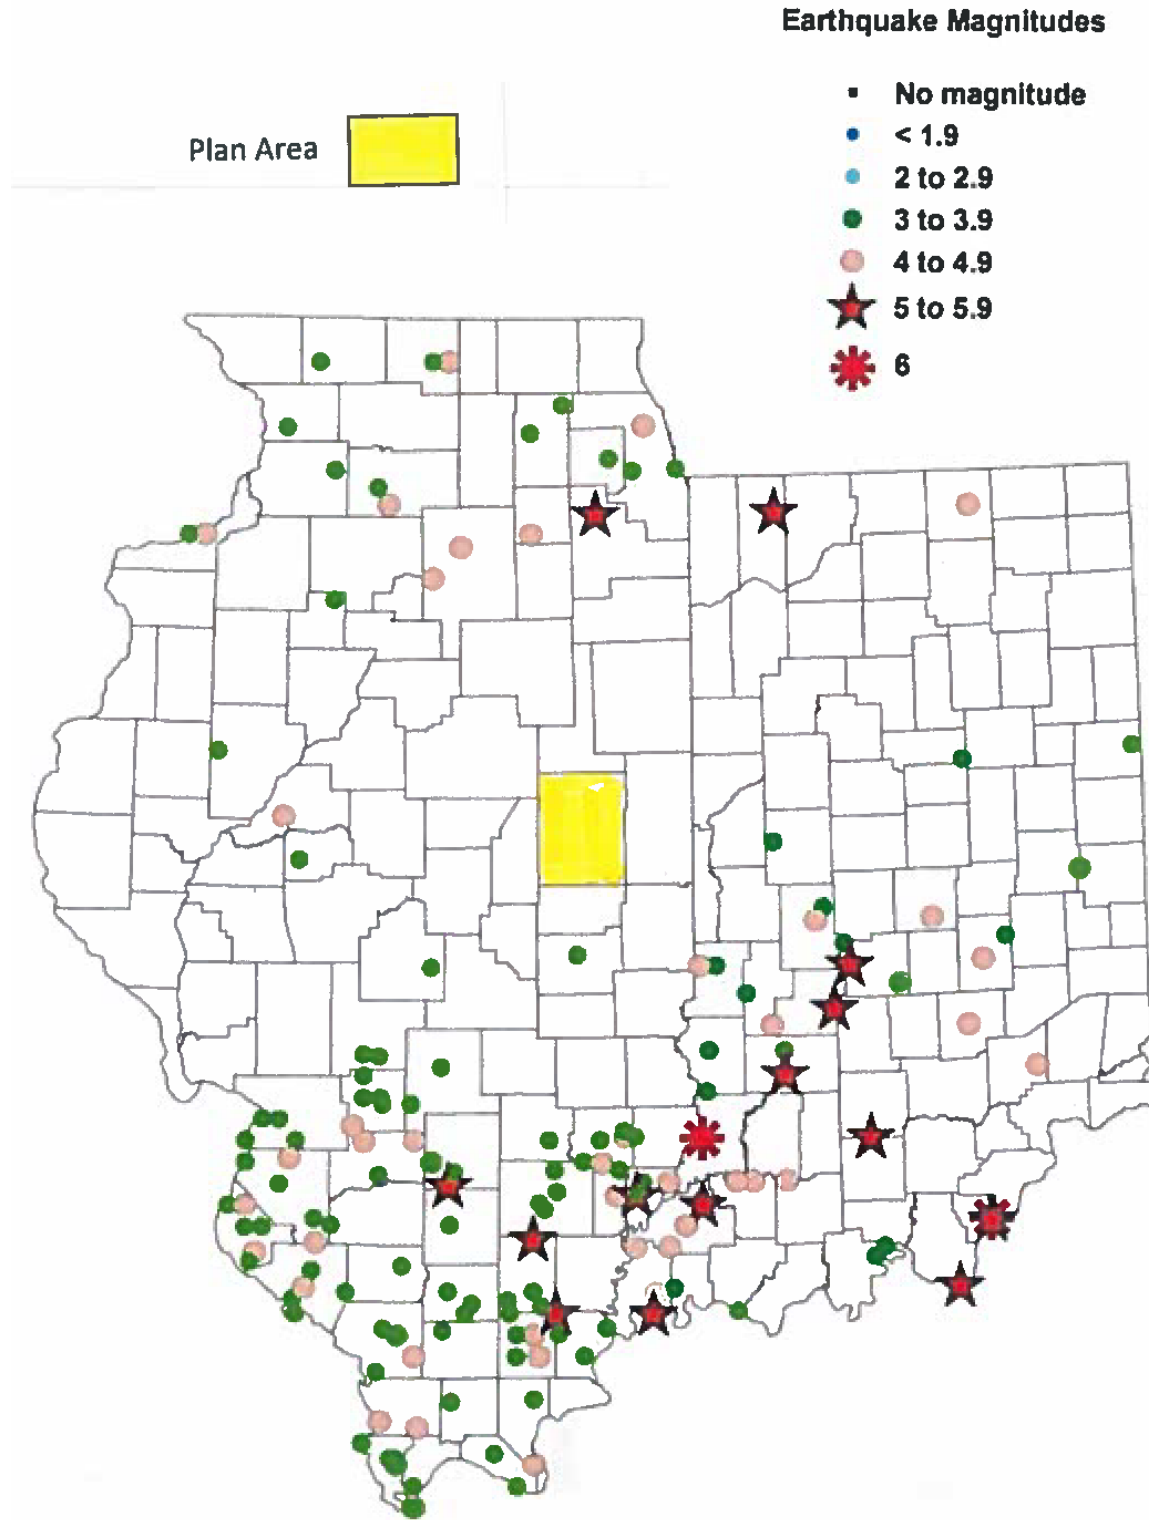 Earthquake Magnitudes
No magnitude
< 1.9
Plan Area
2 to 2.9
3 to 3.9
4 to 4.9
5 to 5.9
6